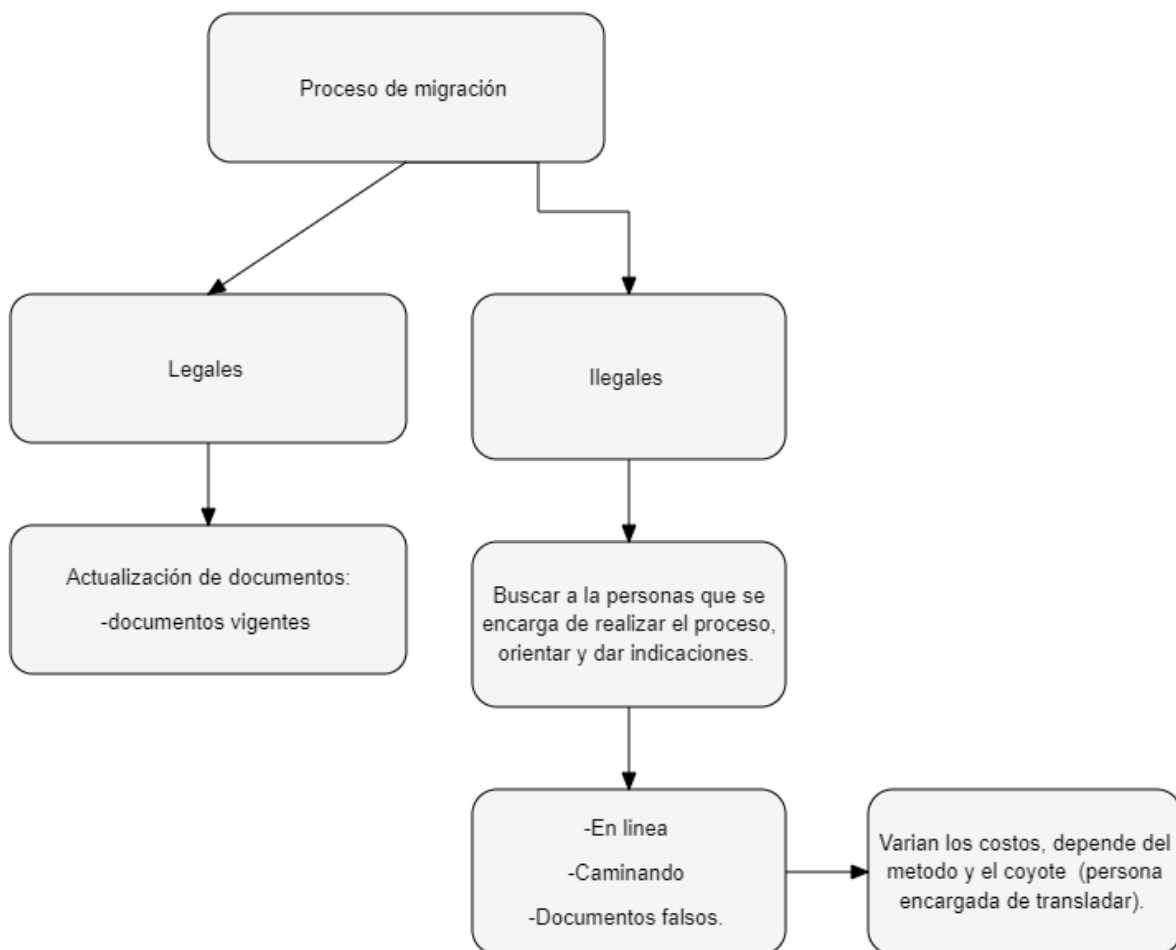 Proceso de migración
Legales
Ilegales
Actualización de documentos:
-documentos vigentes
Buscar a la personas que se
encarga de realizar el proceso,
orientar y dar indicaciones.
-En linea
-Caminando
-Documentos falsos.
Varian los costos, depende del
metodo y el coyote (persona
encargada de transladar).